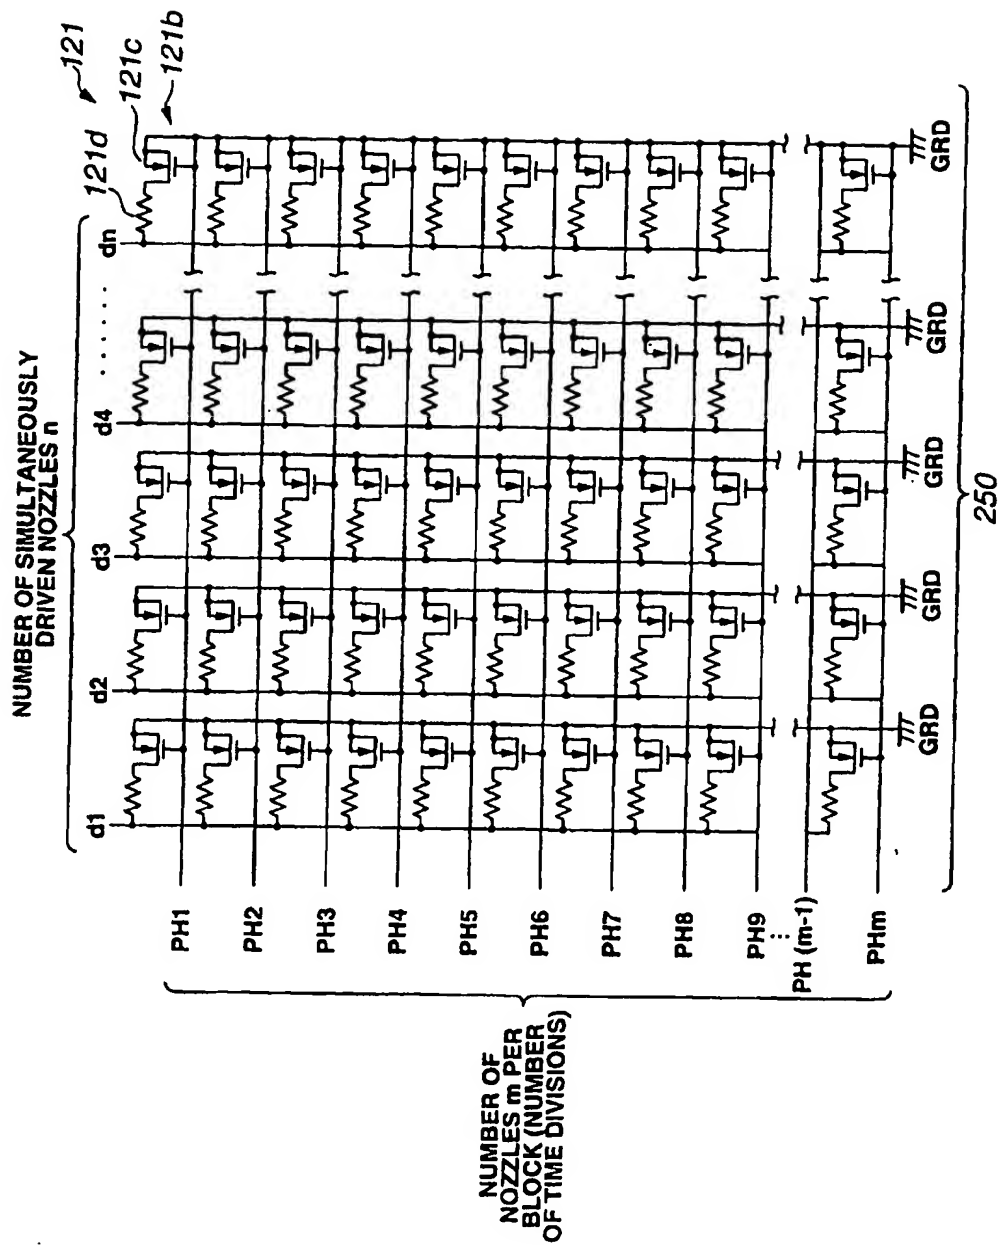 NUMBER OF SIMULTANEOUSLY
DRIVEN NOZZLES n
121
121d
121c
121b
d1
d2
d3
d4
......
dn
PH1
PH2
PH3
PH4
PH5
PH6
PH7
PH8
PH9
...
PH (m-1)
PHm
NUMBER OF
NOZZLES m PER
BLOCK (NUMBER
OF TIME DIVISIONS)
GRD
GRD
GRD
GRD
GRD
250